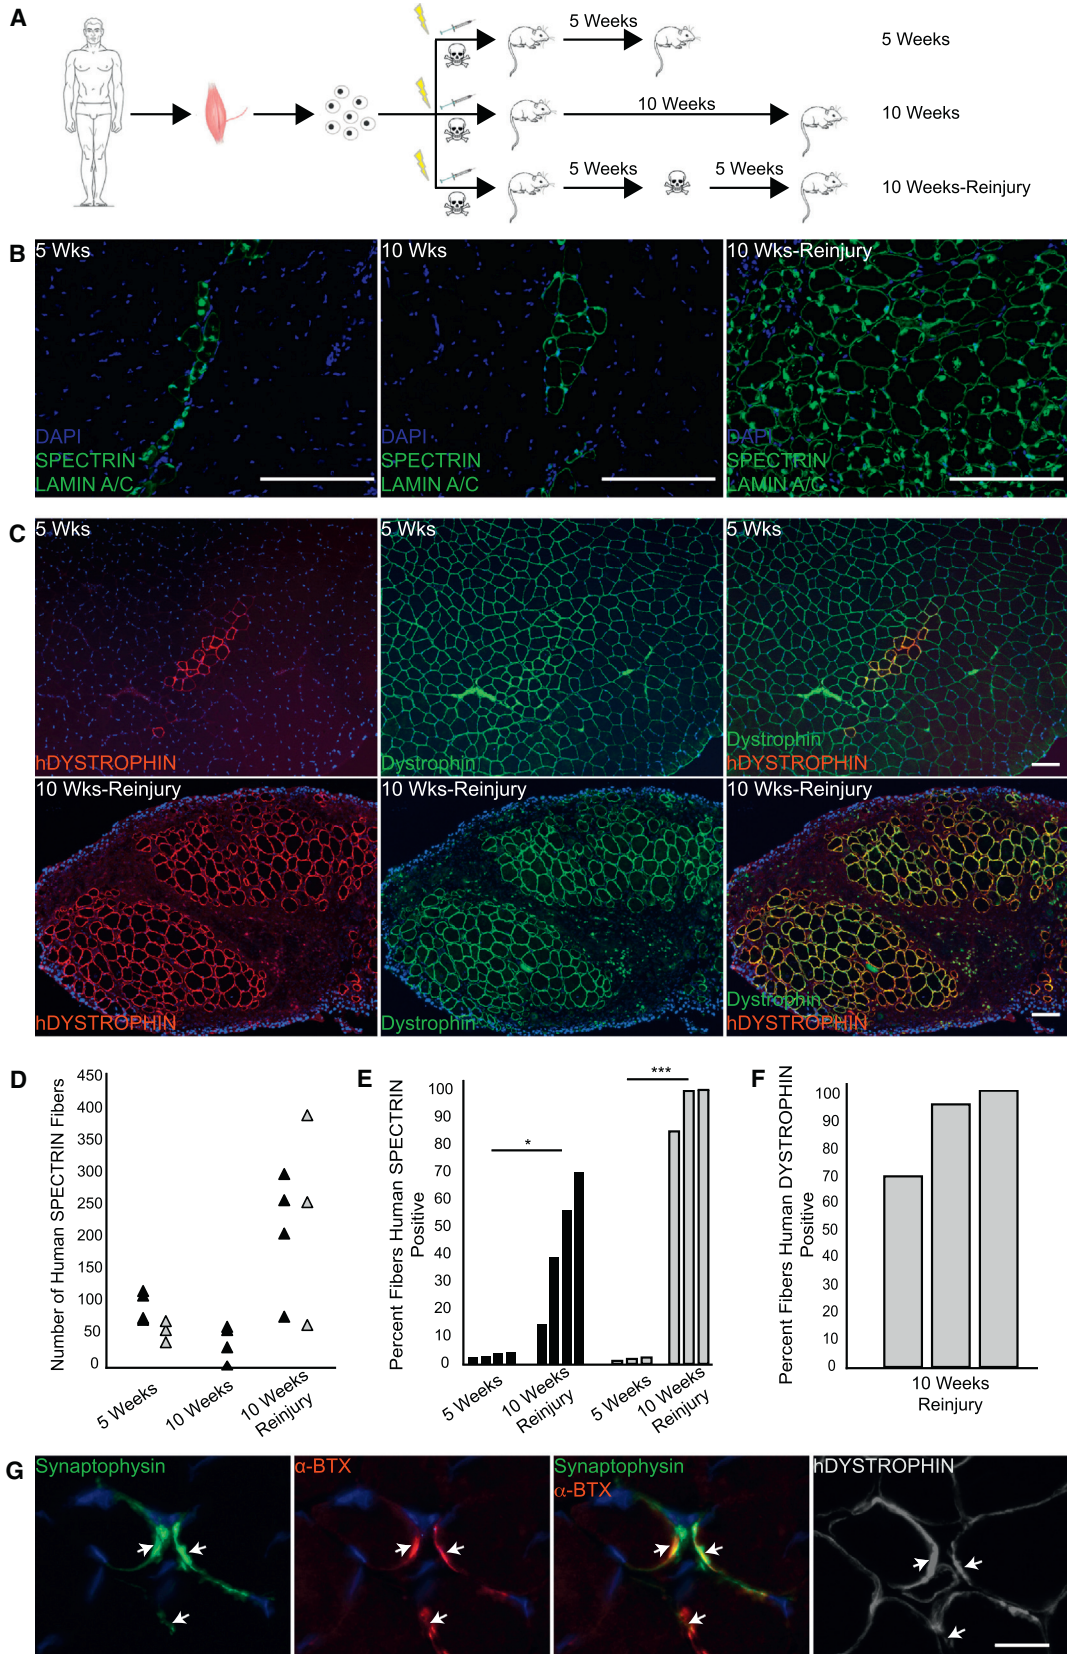 A
5 Weeks
5 Weeks
10 Weeks
10 Weeks
5 Weeks
5 Weeks
10 Weeks-Reinjury
B
5 Wks
DAPI
SPECTRIN
LAMIN A/C
10 Wks
DAPI
SPECTRIN
LAMIN A/C
10 Wks-Reinjury
DAPI
SPECTRIN
LAMIN A/C
C
5 Wks
hDYSTROPHIN
5 Wks
Dystrophin
5 Wks
Dystrophin
hDYSTROPHIN
10 Wks-Reinjury
hDYSTROPHIN
10 Wks-Reinjury
Dystrophin
10 Wks-Reinjury
Dystrophin
hDYSTROPHIN
D
Number of Human SPECTRIN Fibers
450
400
350
300
250
200
150
100
50
0
5 Weeks
10 Weeks
10 Weeks
Reinjury
E
Percent Fibers Human SPECTRIN
Positive
100
90
80
70
60
50
40
30
20
10
0
*
***
5 Weeks
10 Weeks
Reinjury
5 Weeks
10 Weeks
Reinjury
F
Percent Fibers Human DYSTROPHIN
Positive
100
90
80
70
60
50
40
30
20
10
0
10 Weeks
Reinjury
G
Synaptophysin
α-BTX
Synaptophysin
α-BTX
hDYSTROPHIN